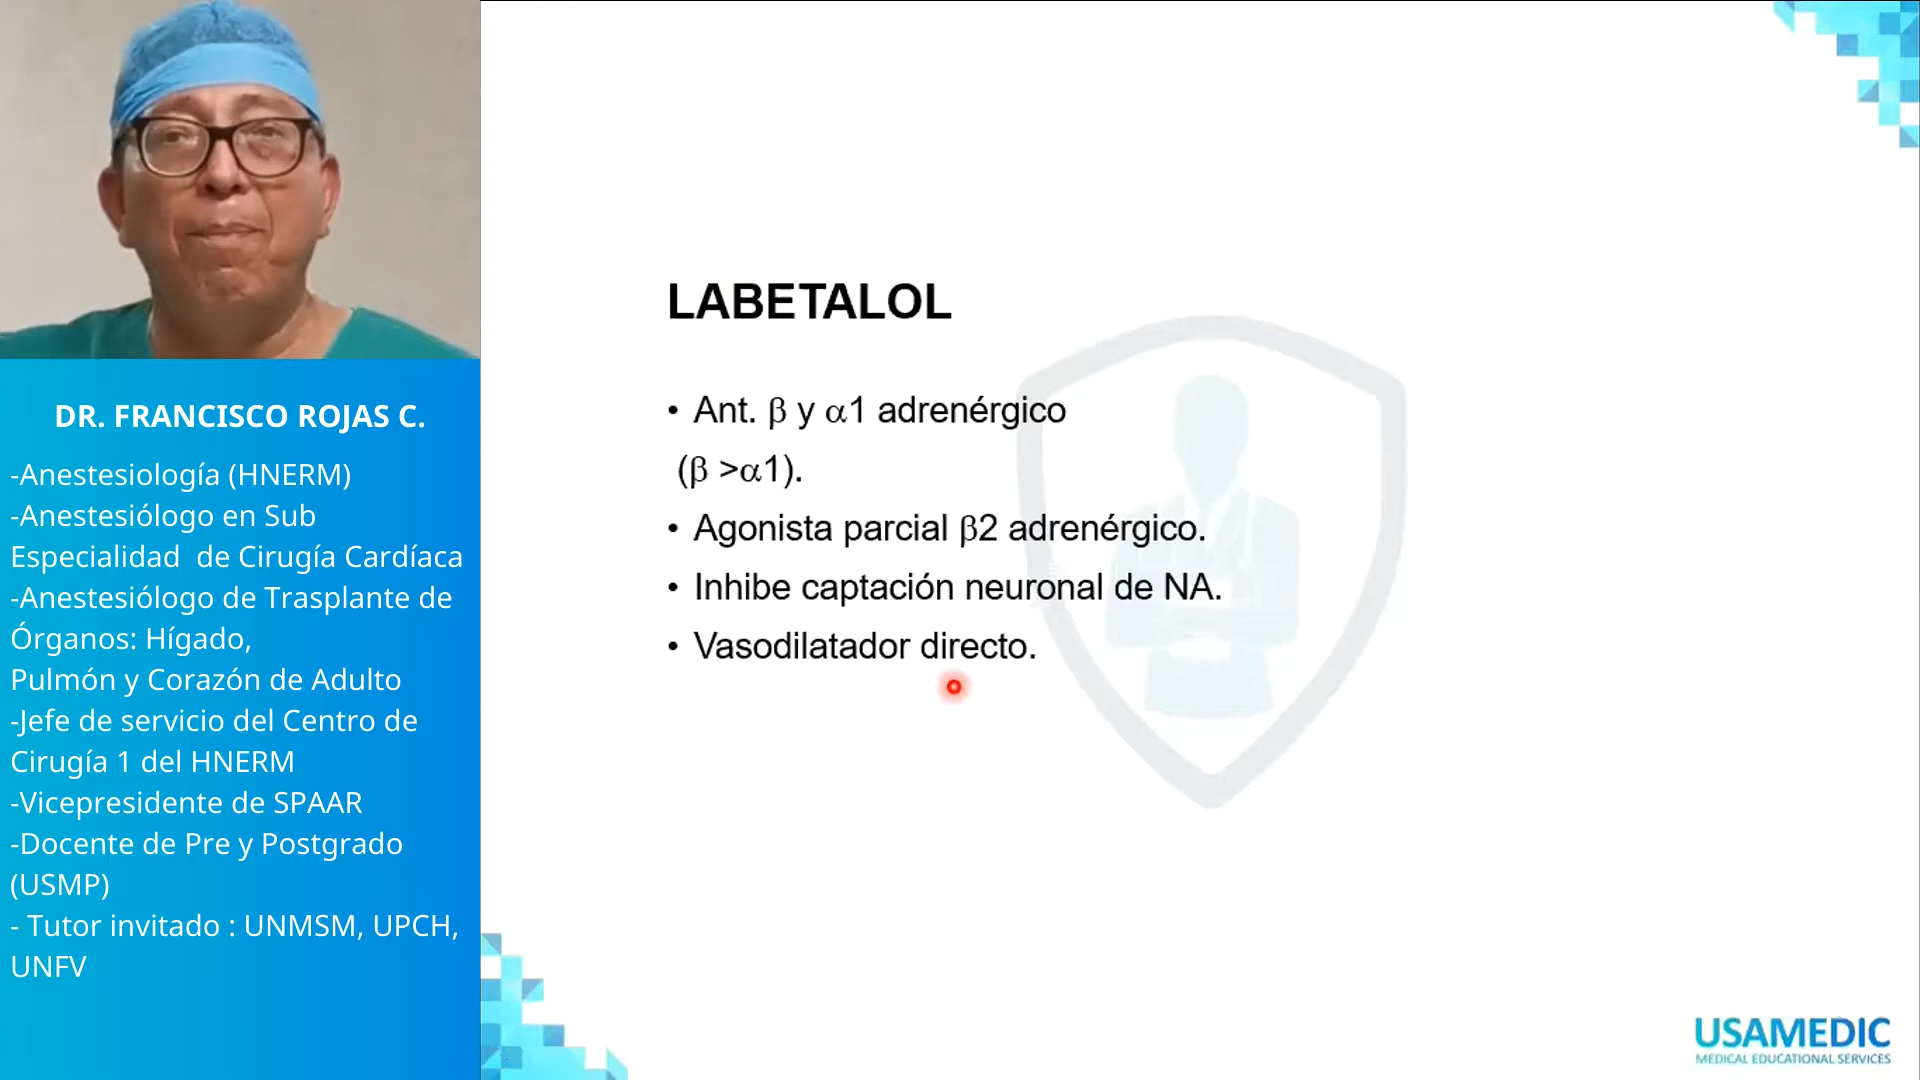 DR. FRANCISCO ROJAS C.
-Anestesiología (HNERM)
-Anestesiólogo en Sub
Especialidad  de Cirugía Cardíaca
-Anestesiólogo de Trasplante de
Órganos: Hígado,
Pulmón y Corazón de Adulto
-Jefe de servicio del Centro de
Cirugía 1 del HNERM
-Vicepresidente de SPAAR
-Docente de Pre y Postgrado
(USMP)
- Tutor invitado : UNMSM, UPCH,
UNFV
LABETALOL
• Ant. β y α1 adrenérgico
(β >α1).
• Agonista parcial β2 adrenérgico.
• Inhibe captación neuronal de NA.
• Vasodilatador directo.
USAMEDIC
MEDICAL EDUCATIONAL SERVICES